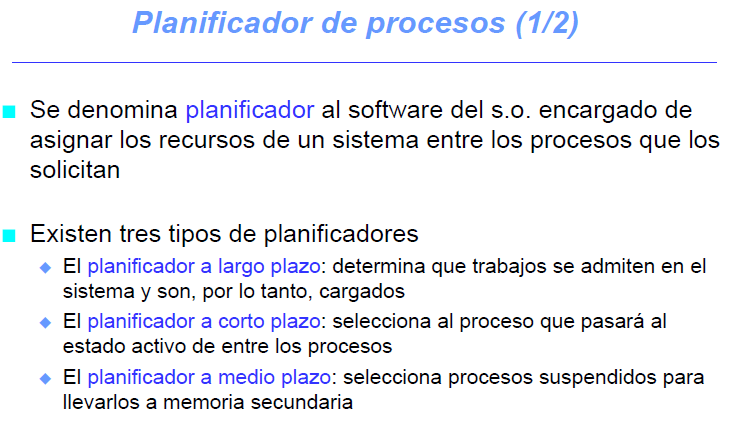 Planificador de procesos (1/2)
Se denomina planificador al software del s.o. encargado de
asignar los recursos de un sistema entre los procesos que los
solicitan
Existen tres tipos de planificadores
El planificador a largo plazo: determina que trabajos se admiten en el
sistema y son, por lo tanto, cargados
El planificador a corto plazo: selecciona al proceso que pasará al
estado activo de entre los procesos
El planificador a medio plazo: selecciona procesos suspendidos para
llevarlos a memoria secundaria